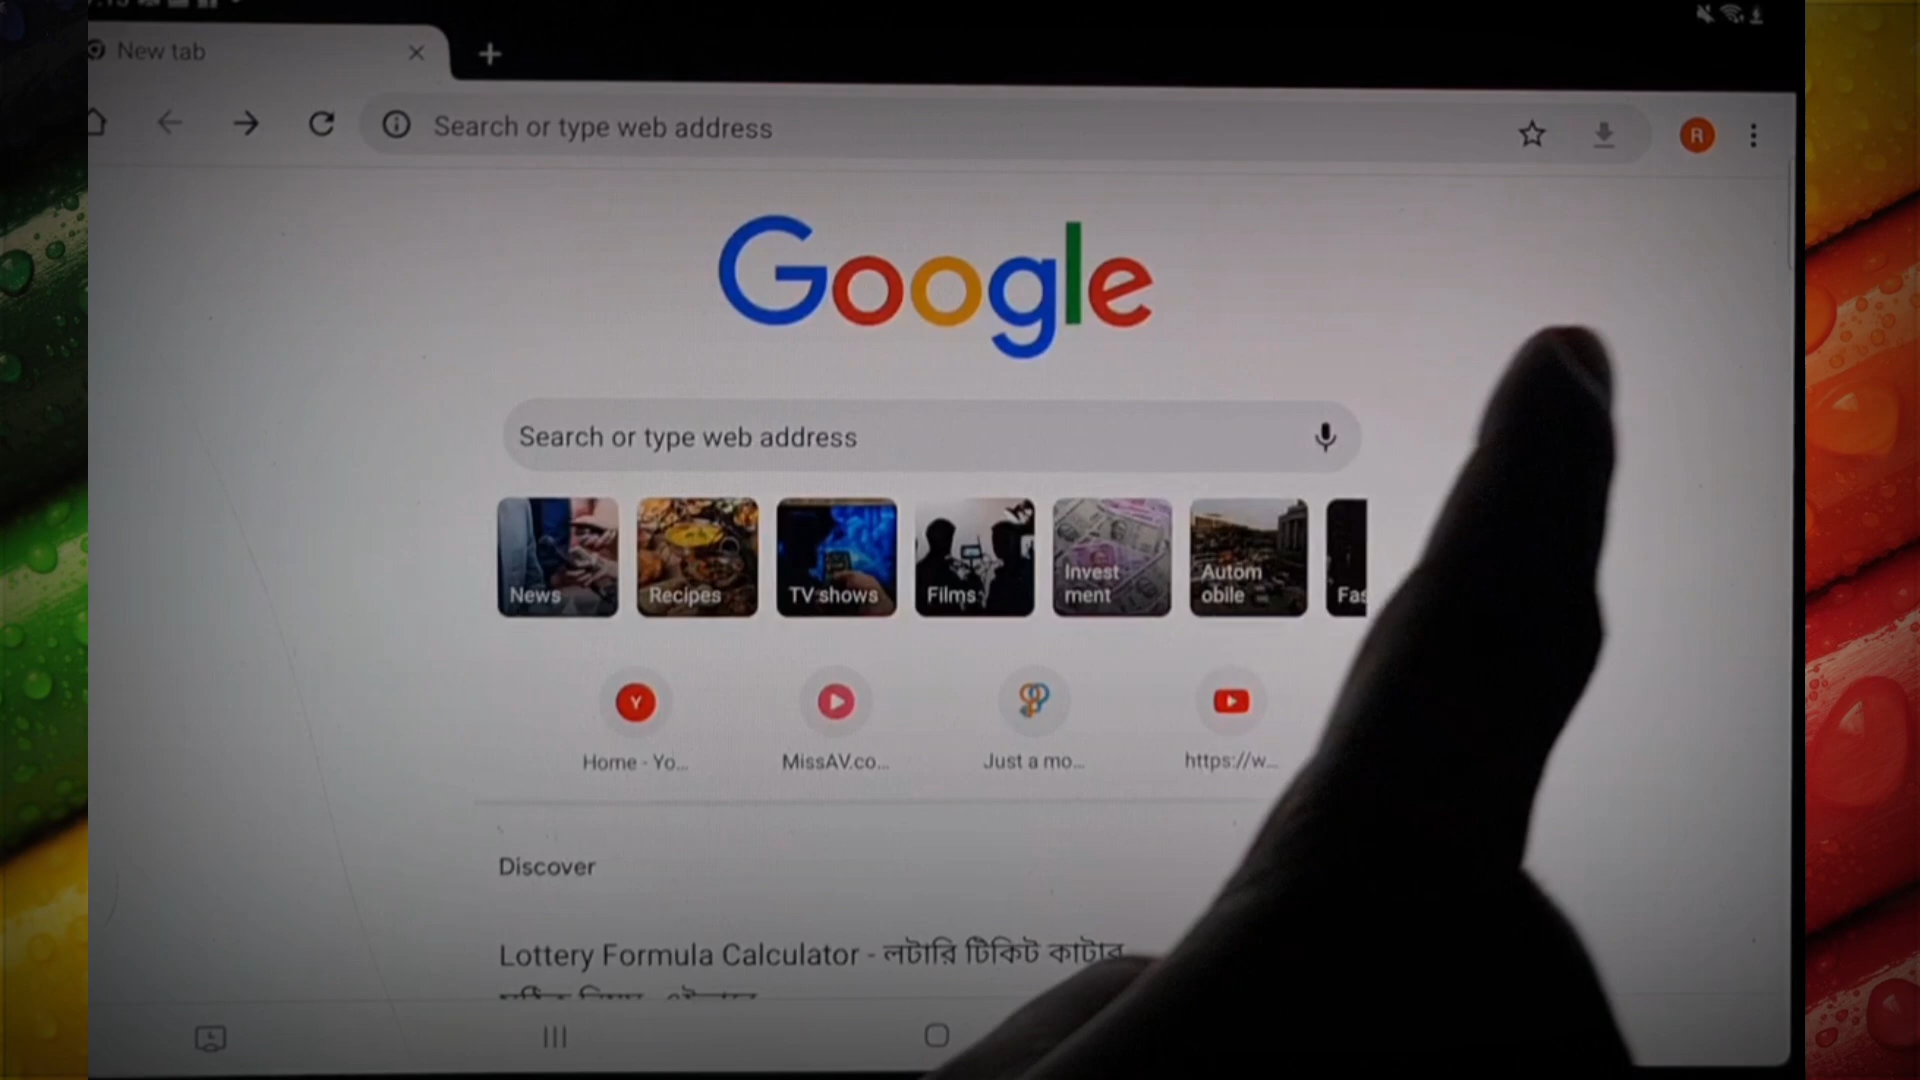 New tab
Search or type web address
R
Google
Search or type web address
News
Recipes
TV shows
Films
Invest
ment
Autom
obile
Fas
Y
Home - Yo...
MissAV.co...
Just a mo...
https://w...
Discover
Lottery Formula Calculator - লটারি টিকিট কাটার